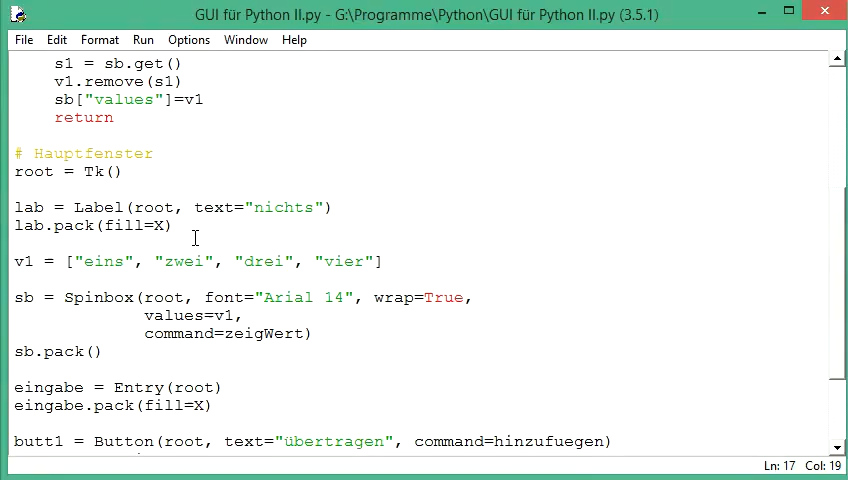 GUI für Python II.py - G:\Programme\Python\GUI für Python II.py (3.5.1)
File Edit Format Run Options Window Help
    s1 = sb.get()
    v1.remove(s1)
    sb["values"]=v1
    return
# Hauptfenster
root = Tk()
lab = Label(root, text="nichts")
lab.pack(fill=X)
v1 = ["eins", "zwei", "drei", "vier"]
sb = Spinbox(root, font="Arial 14", wrap=True,
             values=v1,
             command=zeigWert)
sb.pack()
eingabe = Entry(root)
eingabe.pack(fill=X)
butt1 = Button(root, text="übertragen", command=hinzufuegen)
Ln: 17 Col: 19